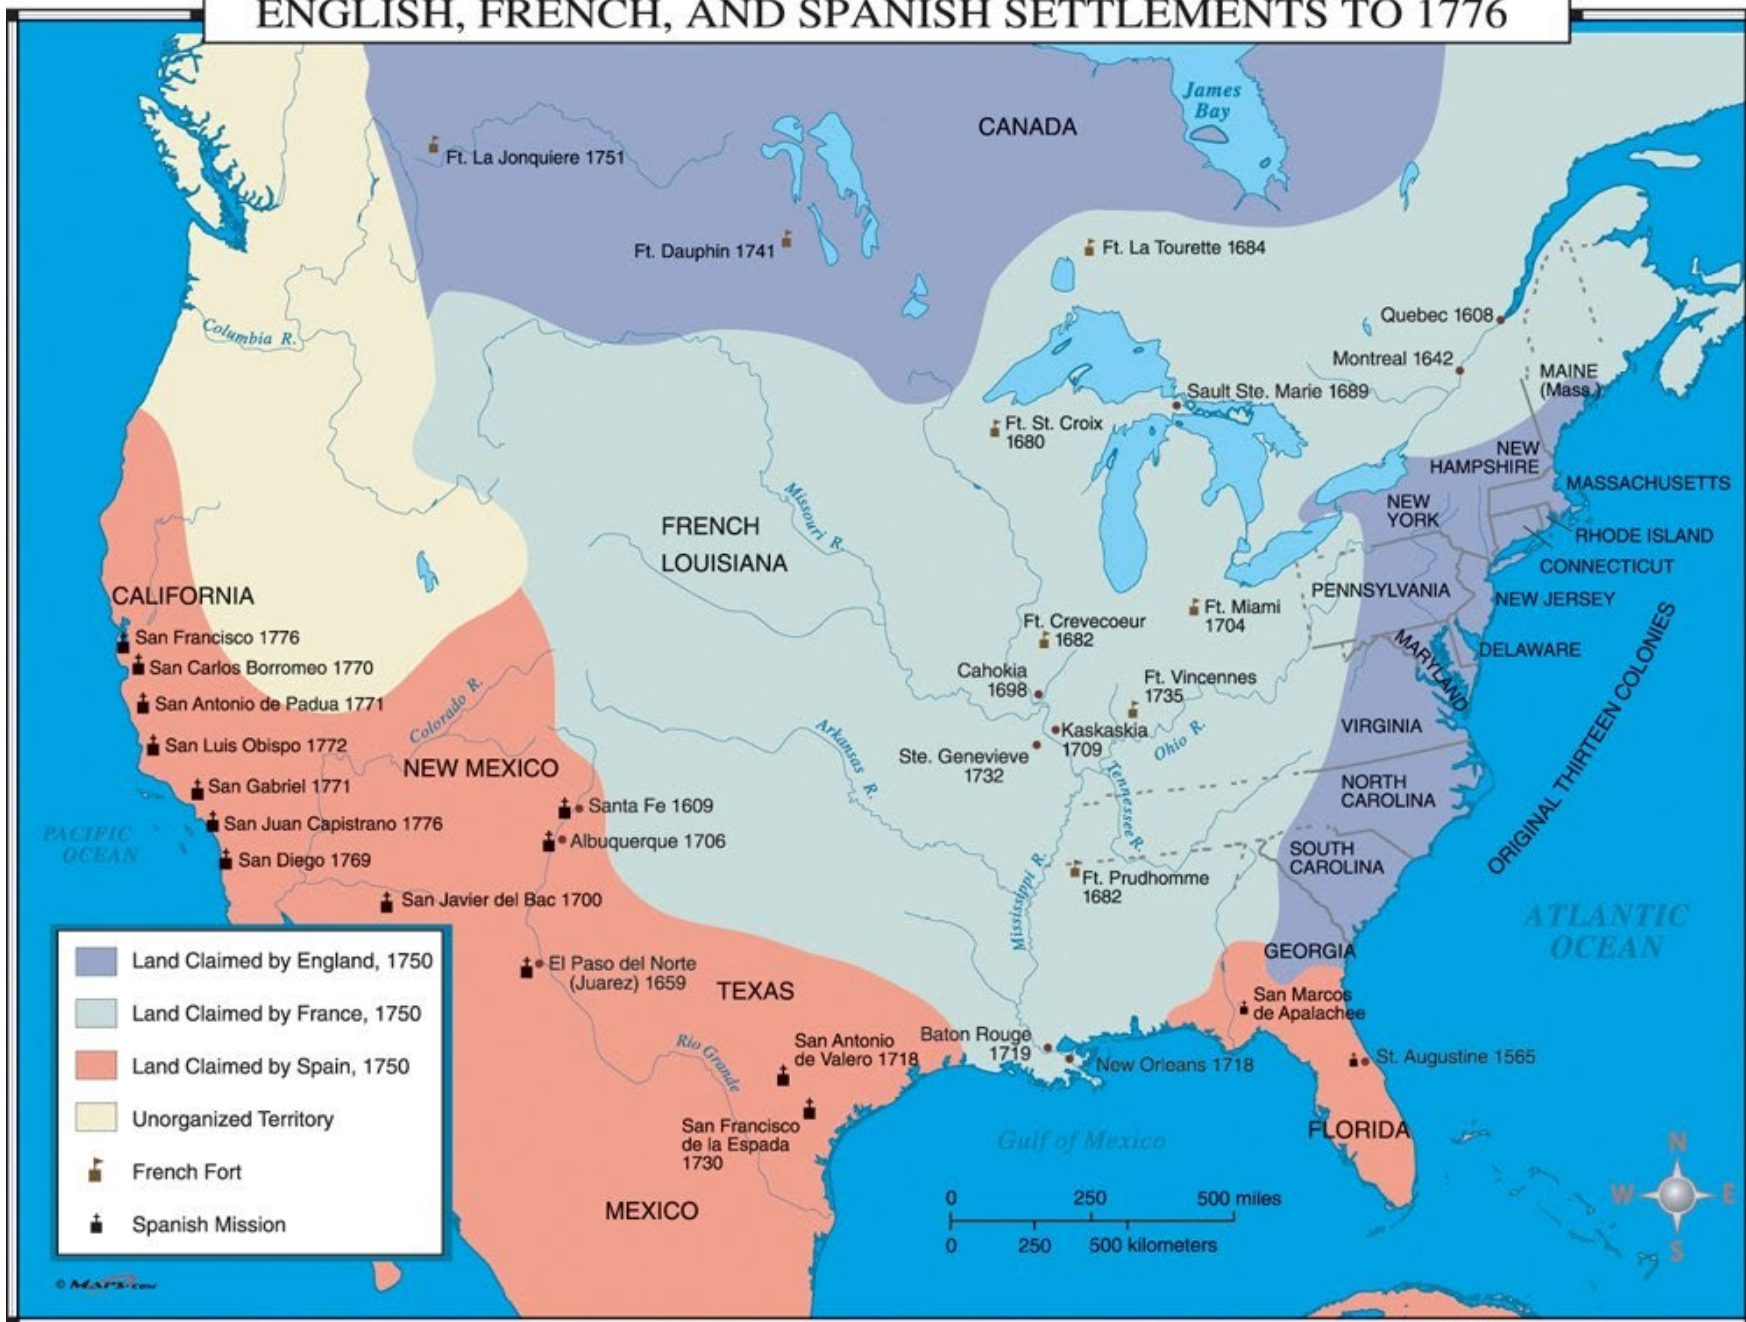 ENGLISH, FRENCH, AND SPANISH SETTLEMENTS TO 1776
James
Bay
CANADA
Ft. La Jonquiere 1751
Ft. Dauphin 1741
Ft. La Tourette 1684
Quebec 1608
Columbia R.
Montreal 1642
MAINE
(Mass.)
Sault Ste. Marie 1689
Ft. St. Croix
1680
NEW
HAMPSHIRE
MASSACHUSETTS
Missouri R.
NEW
YORK
FRENCH
LOUISIANA
RHODE ISLAND
CONNECTICUT
CALIFORNIA
PENNSYLVANIA
NEW JERSEY
Ft. Miami
1704
Ft. Crevecoeur
1682
San Francisco 1776
MARYLAND
DELAWARE
San Carlos Borromeo 1770
Cahokia
1698
Ft. Vincennes
1735
San Antonio de Padua 1771
Colorado R.
ORIGINAL THIRTEEN COLONIES
San Luis Obispo 1772
Arkansas R.
Kaskaskia
1709
Ohio R.
VIRGINIA
Ste. Genevieve
1732
NEW MEXICO
San Gabriel 1771
Tennessee R.
NORTH
CAROLINA
Santa Fe 1609
San Juan Capistrano 1776
PACIFIC
OCEAN
Albuquerque 1706
San Diego 1769
SOUTH
CAROLINA
Mississippi R.
Ft. Prudhomme
1682
San Javier del Bac 1700
ATLANTIC
OCEAN
GEORGIA
Land Claimed by England, 1750
El Paso del Norte
(Juarez) 1659
TEXAS
San Marcos
de Apalachee
Land Claimed by France, 1750
Rio Grande
San Antonio
de Valero 1718
Baton Rouge
1719
New Orleans 1718
St. Augustine 1565
Land Claimed by Spain, 1750
Unorganized Territory
San Francisco
de la Espada
1730
Gulf of Mexico
FLORIDA
French Fort
N
W
E
S
MEXICO
0 250 500 miles
Spanish Mission
0 250 500 kilometers
© MAPS.com